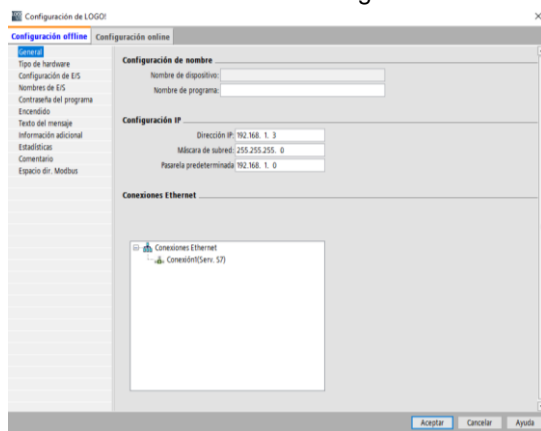 Configuración de LOGO!
Configuración offline Configuración online
General
Tipo de hardware
Configuración de E/S
Nombres de E/S
Contraseña del programa
Encendido
Texto del mensaje
Información adicional
Estadísticas
Comentario
Espacio dir. Modbus
Configuración de nombre
Nombre de dispositivo:
Nombre de programa:
Configuración IP
Dirección IP: 192.168. 1. 3
Máscara de subred: 255.255.255. 0
Pasarela predeterminada 192.168. 1. 0
Conexiones Ethernet
Conexiones Ethernet
Conexión1(Serv. S7)
Aceptar Cancelar Ayuda